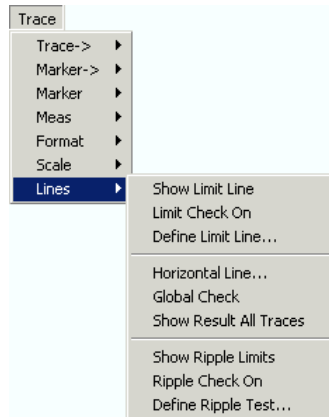 Trace
Trace->
Marker->
Marker
Meas
Format
Scale
Lines
Show Limit Line
Limit Check On
Define Limit Line...
Horizontal Line...
Global Check
Show Result All Traces
Show Ripple Limits
Ripple Check On
Define Ripple Test...